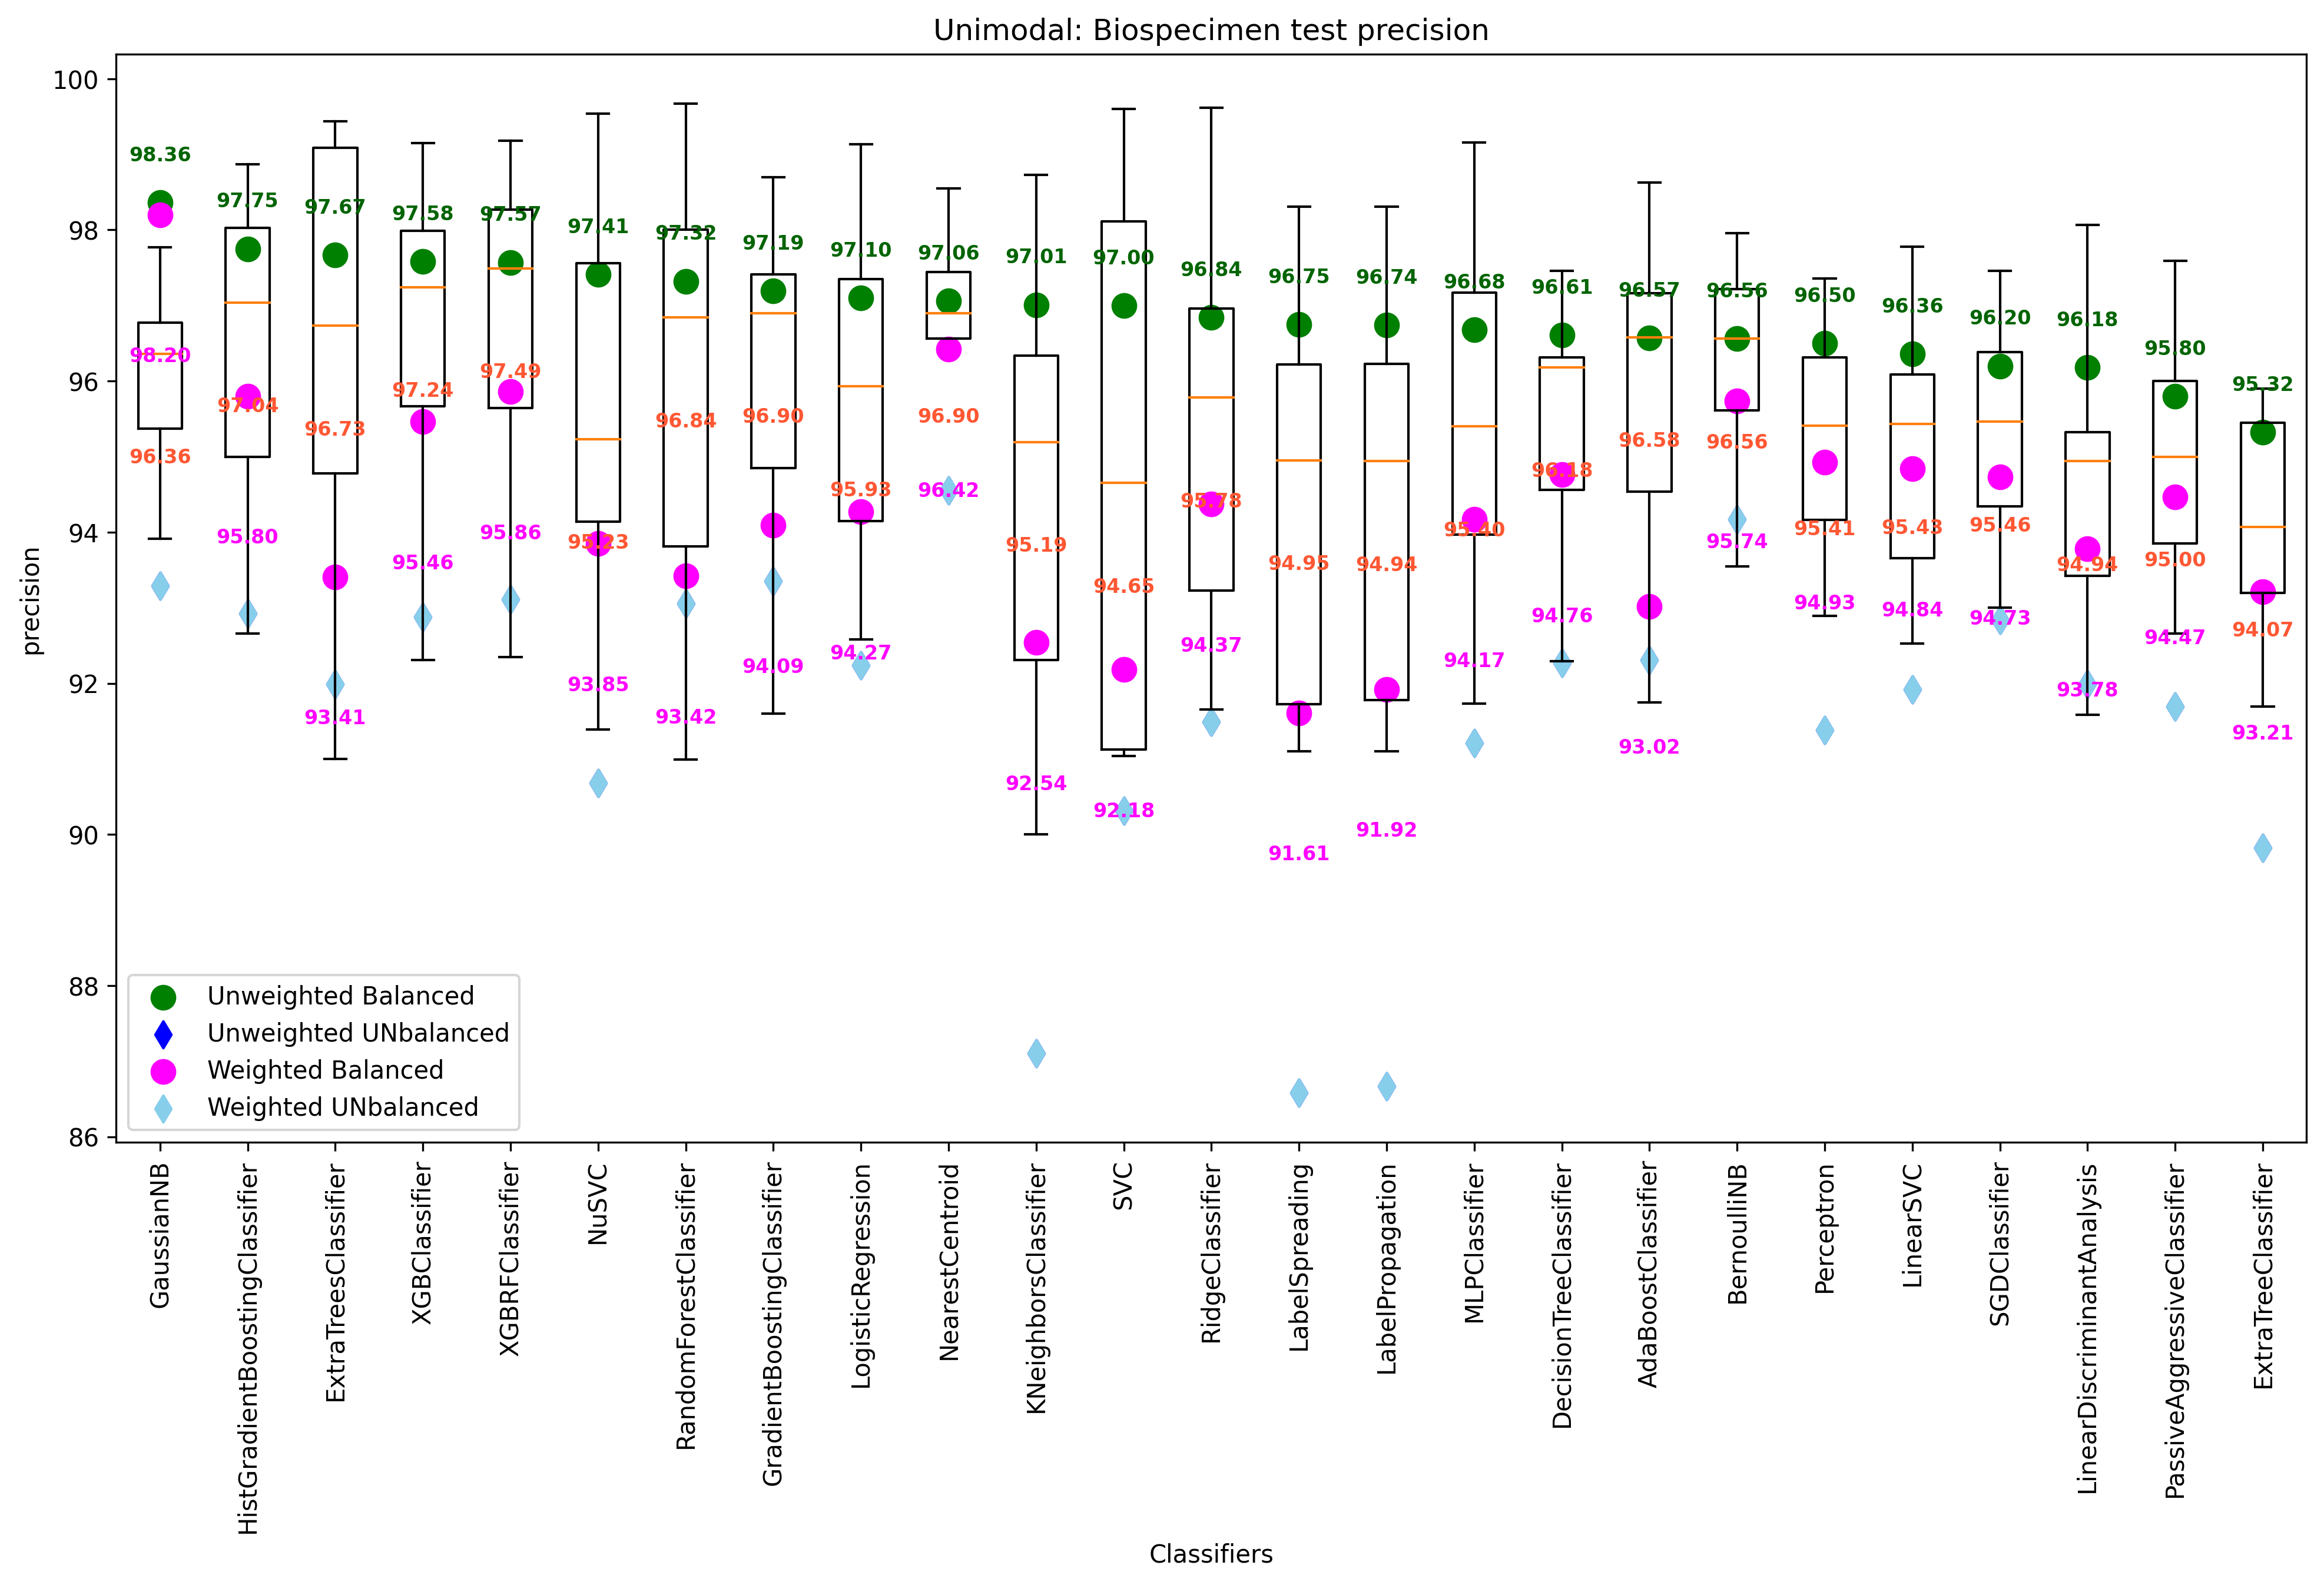 Unimodal: Biospecimen test precision
precision
100
98
96
94
92
90
88
86
98.36
97.75
97.67
97.58
97.57
97.41
97.32
97.19
97.10
97.06
97.01
97.00
96.84
96.75
96.74
96.68
96.61
96.57
96.56
96.50
96.36
96.20
96.18
95.80
95.32
96.36
97.04
96.73
97.24
97.49
95.23
96.84
96.90
95.93
96.90
95.19
94.65
95.78
94.95
94.94
95.40
96.18
96.58
96.56
95.41
95.43
95.46
94.94
95.00
94.07
98.20
95.80
93.41
95.46
95.86
93.85
93.42
94.09
94.27
96.42
92.54
92.18
94.37
91.61
91.92
94.17
94.76
93.02
95.74
94.93
94.84
94.73
93.78
94.47
93.21
Unweighted Balanced
Unweighted UNbalanced
Weighted Balanced
Weighted UNbalanced
GaussianNB
HistGradientBoostingClassifier
ExtraTreesClassifier
XGBClassifier
XGBRFClassifier
NuSVC
RandomForestClassifier
GradientBoostingClassifier
LogisticRegression
NearestCentroid
KNeighborsClassifier
SVC
RidgeClassifier
LabelSpreading
LabelPropagation
MLPClassifier
DecisionTreeClassifier
AdaBoostClassifier
BernoulliNB
Perceptron
LinearSVC
SGDClassifier
LinearDiscriminantAnalysis
PassiveAggressiveClassifier
ExtraTreeClassifier
Classifiers